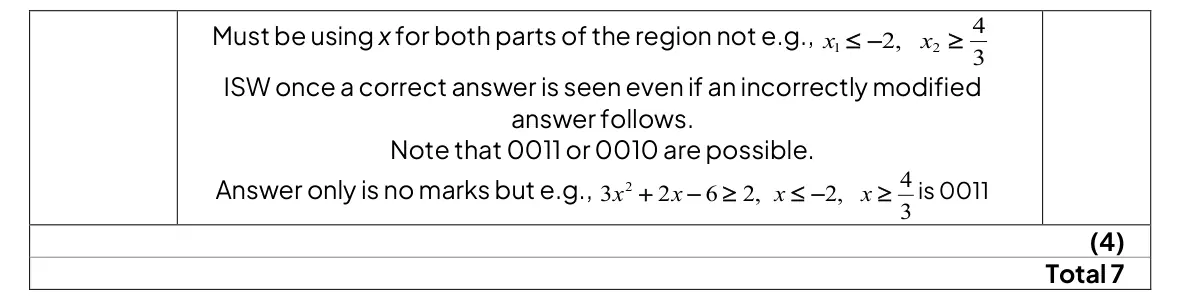 Must be using x for both parts of the region not e.g., x₁ ≤ −2, x₂ ≥ 4/3
ISW once a correct answer is seen even if an incorrectly modified
answer follows.
Note that 0011 or 0010 are possible.
Answer only is no marks but e.g., 3x² + 2x − 6 ≥ 2, x ≤ −2, x ≥ 4/3 is 0011
(4)
Total 7